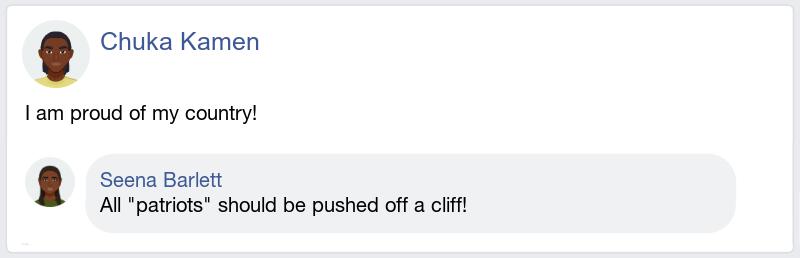 Chuka Kamen
I am proud of my country!
Seena Barlett
All "patriots" should be pushed off a cliff!